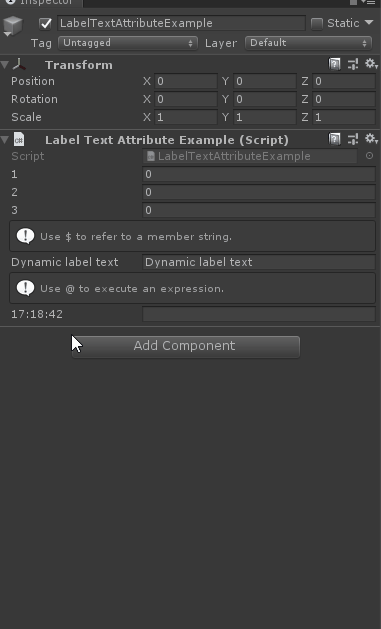 Inspector
LabelTextAttributeExample Static
Tag Untagged Layer Default
Transform
Position X 0 Y 0 Z 0
Rotation X 0 Y 0 Z 0
Scale X 1 Y 1 Z 1
Label Text Attribute Example (Script)
Script LabelTextAttributeExample
1 0
2 0
3 0
Use $ to refer to a member string.
Dynamic label text Dynamic label text
Use @ to execute an expression.
17:18:42
Add Component